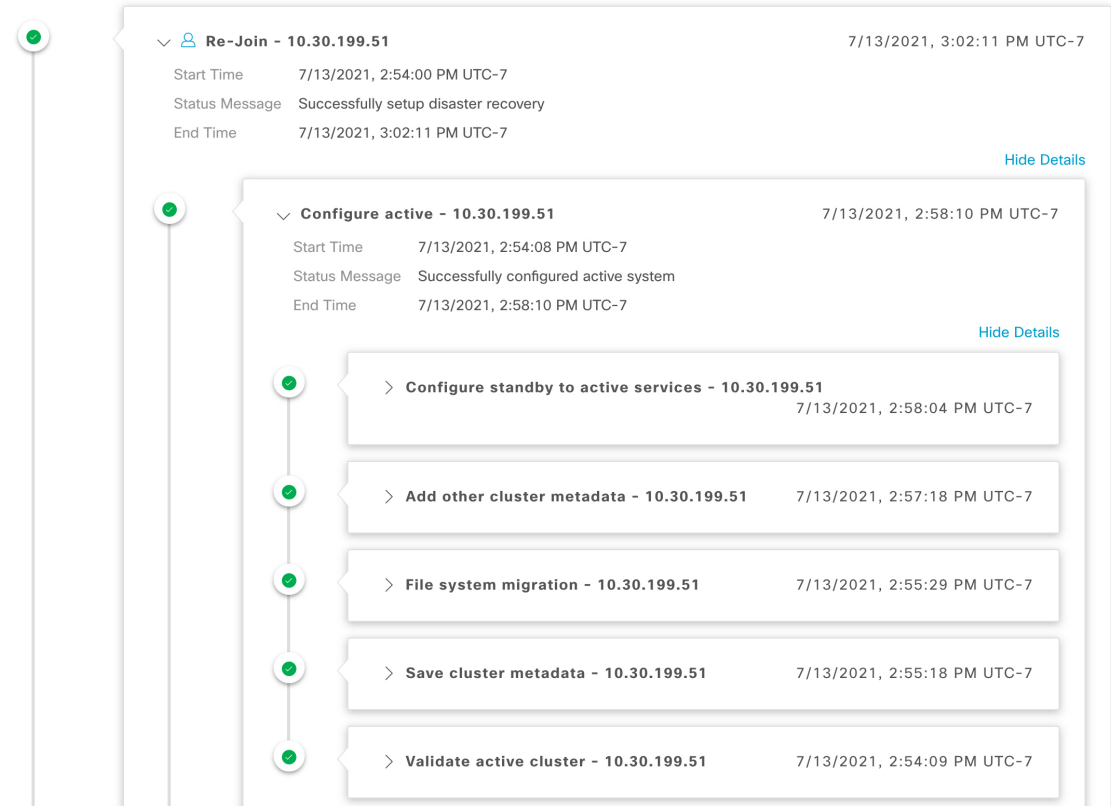 Re-Join - 10.30.199.51 7/13/2021, 3:02:11 PM UTC-7
Start Time 7/13/2021, 2:54:00 PM UTC-7
Status Message Successfully setup disaster recovery
End Time 7/13/2021, 3:02:11 PM UTC-7
Hide Details
Configure active - 10.30.199.51 7/13/2021, 2:58:10 PM UTC-7
Start Time 7/13/2021, 2:54:08 PM UTC-7
Status Message Successfully configured active system
End Time 7/13/2021, 2:58:10 PM UTC-7
Hide Details
Configure standby to active services - 10.30.199.51
7/13/2021, 2:58:04 PM UTC-7
Add other cluster metadata - 10.30.199.51 7/13/2021, 2:57:18 PM UTC-7
File system migration - 10.30.199.51 7/13/2021, 2:55:29 PM UTC-7
Save cluster metadata - 10.30.199.51 7/13/2021, 2:55:18 PM UTC-7
Validate active cluster - 10.30.199.51 7/13/2021, 2:54:09 PM UTC-7